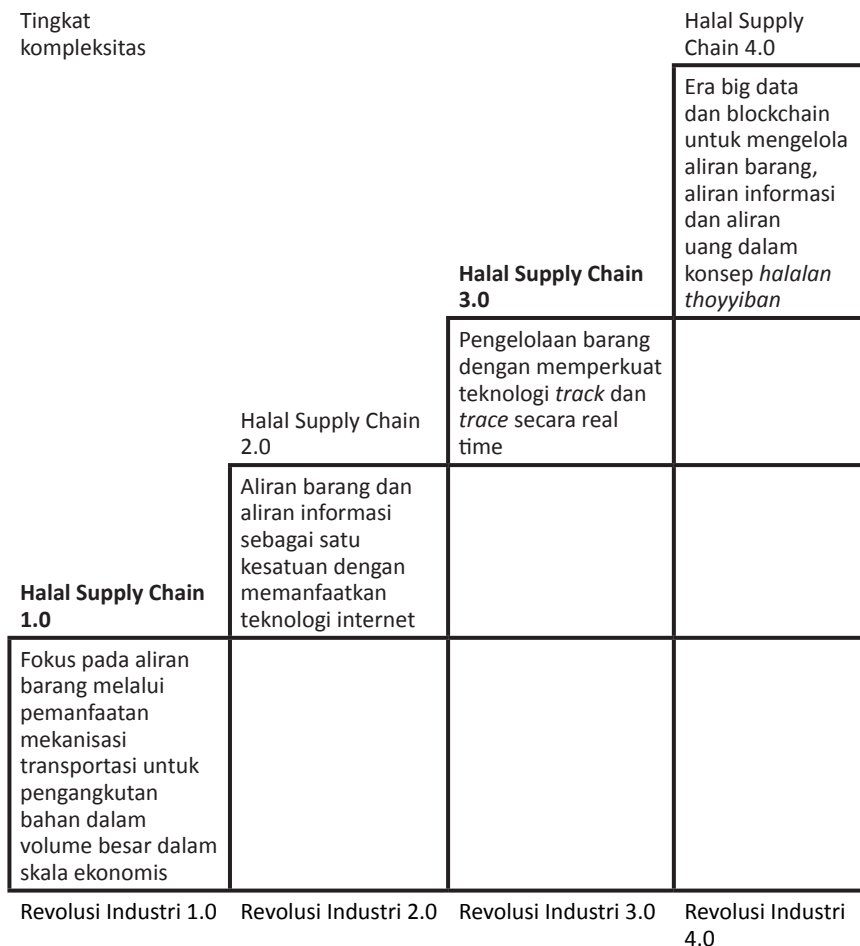 Tingkat
kompleksitas
Halal Supply
Chain 4.0
Era big data
dan blockchain
untuk mengelola
aliran barang,
aliran informasi
dan aliran
uang dalam
konsep halalan
thoyyiban
Halal Supply Chain
3.0
Pengelolaan barang
dengan memperkuat
teknologi track dan
trace secara real
time
Halal Supply Chain
2.0
Aliran barang dan
aliran informasi
sebagai satu
kesatuan dengan
memanfaatkan
teknologi internet
Halal Supply Chain
1.0
Fokus pada aliran
barang melalui
pemanfaatan
mekanisasi
transportasi untuk
pengangkutan
bahan dalam
volume besar dalam
skala ekonomis
Revolusi Industri 1.0
Revolusi Industri 2.0
Revolusi Industri 3.0
Revolusi Industri
4.0